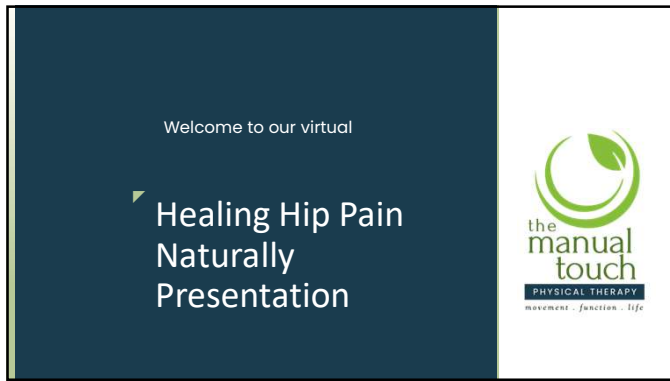 Welcome to our virtual
Healing Hip Pain
Naturally
Presentation
the
manual
touch
PHYSICAL THERAPY
movement . function . life